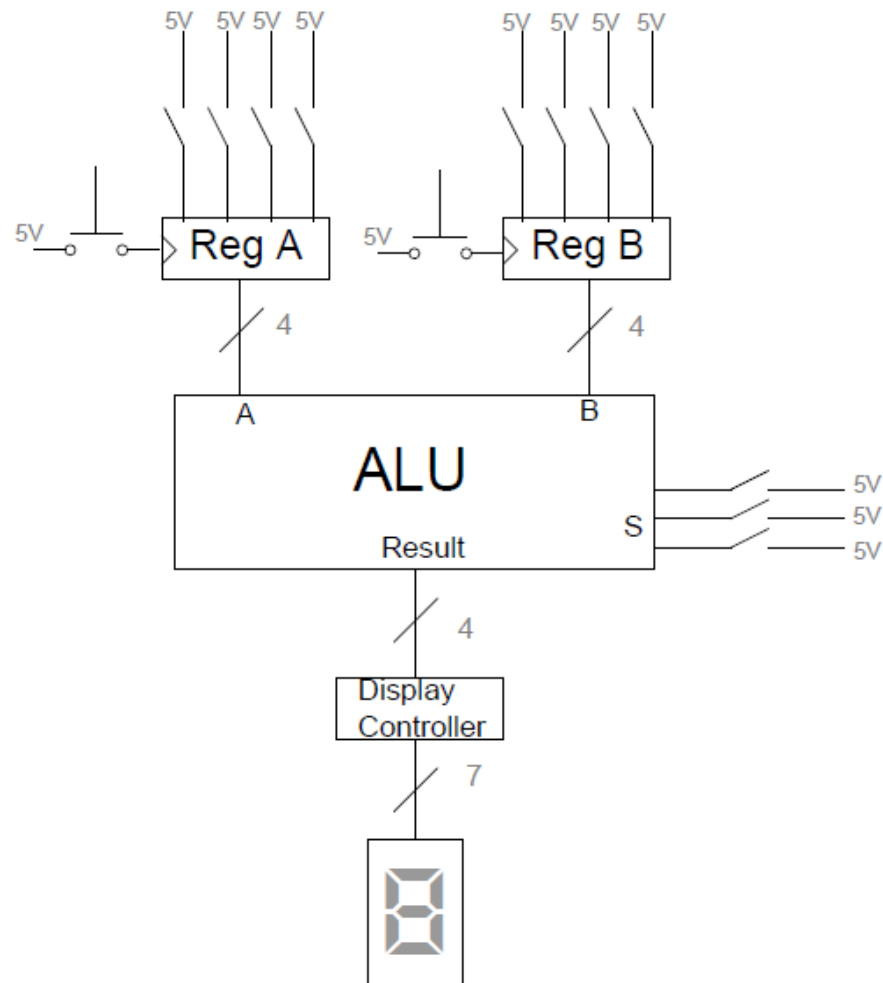 5V 5V 5V 5V 5V 5V 5V 5V
5V Reg A 5V Reg B
4 4
A B
ALU
5V
S 5V
Result 5V
4
Display
Controller
7